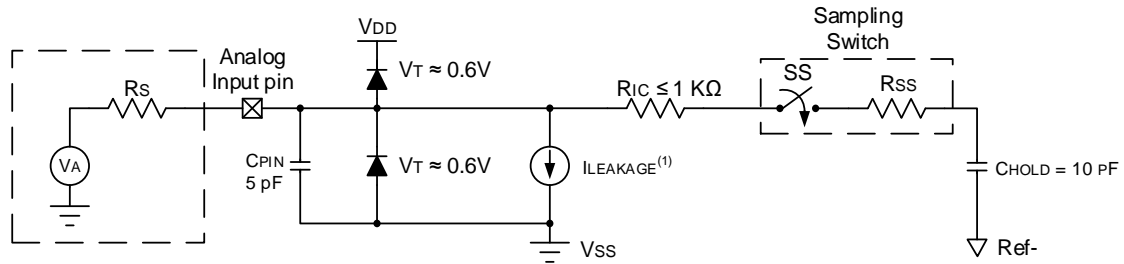 Sampling
Switch
VDD
Analog
Input pin
VT ≈ 0.6V
SS
RSS
RS
RIC ≤ 1 KΩ
VA
CPIN
5 pF
VT ≈ 0.6V
ILEAKAGE(1)
CHOLD = 10 PF
VSS
Ref-